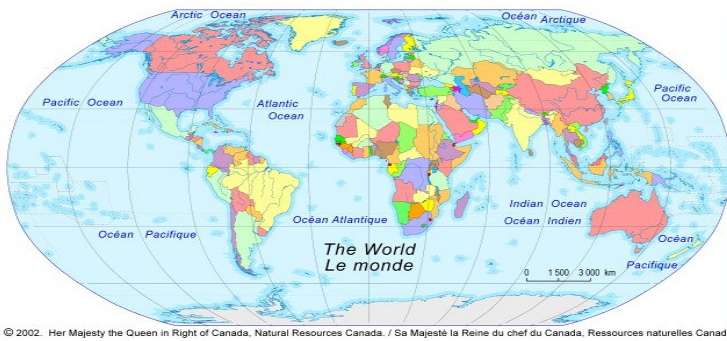 Arctic Ocean
Océan Arctique
Pacific Ocean
Atlantic
Ocean
Pacific
Ocean
Indian Ocean
Océan Atlantique
Océan Indien
Océan Pacifique
Océan
Pacifique
The World
Le monde
0 1 500 3 000 km
© 2002. Her Majesty the Queen in Right of Canada, Natural Resources Canada. / Sa Majesté la Reine du chef du Canada, Ressources naturelles Canad